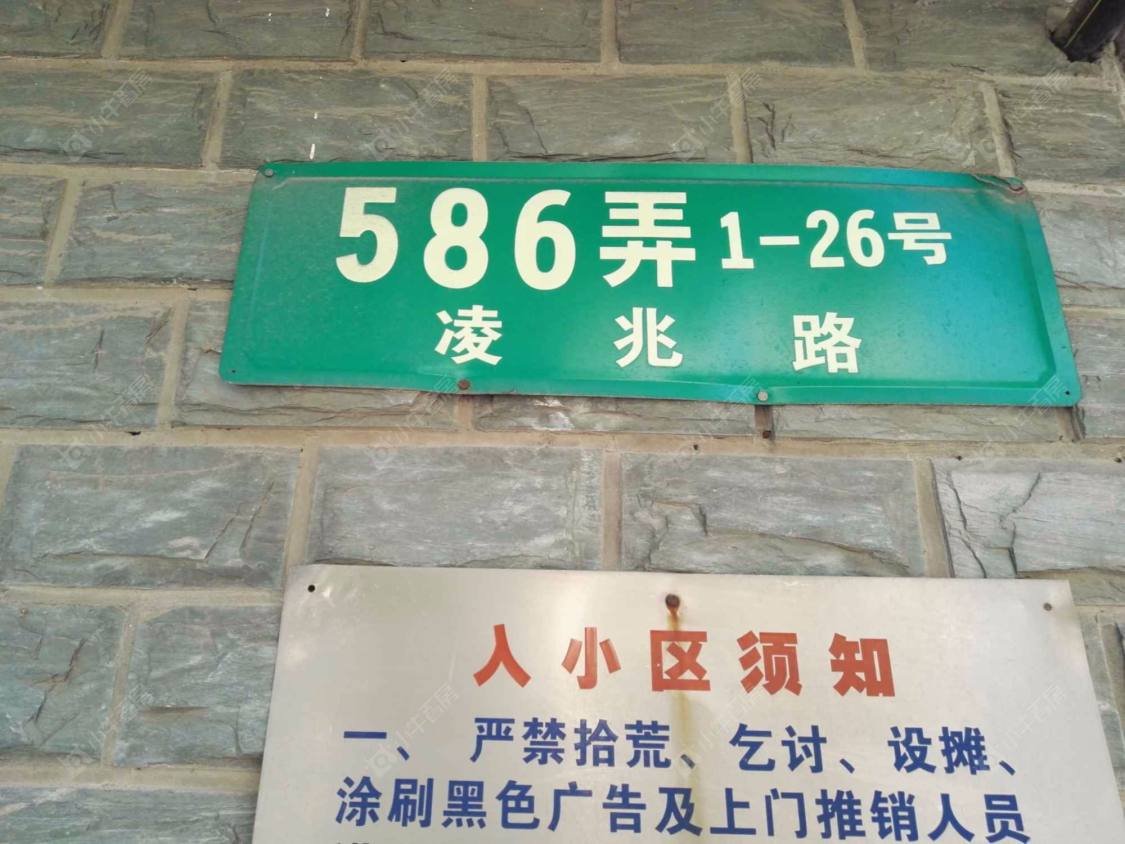 586弄 1-26号
凌兆路
入小区须知
一、 严禁拾荒、乞讨、设摊、
涂刷黑色广告及上门推销人员